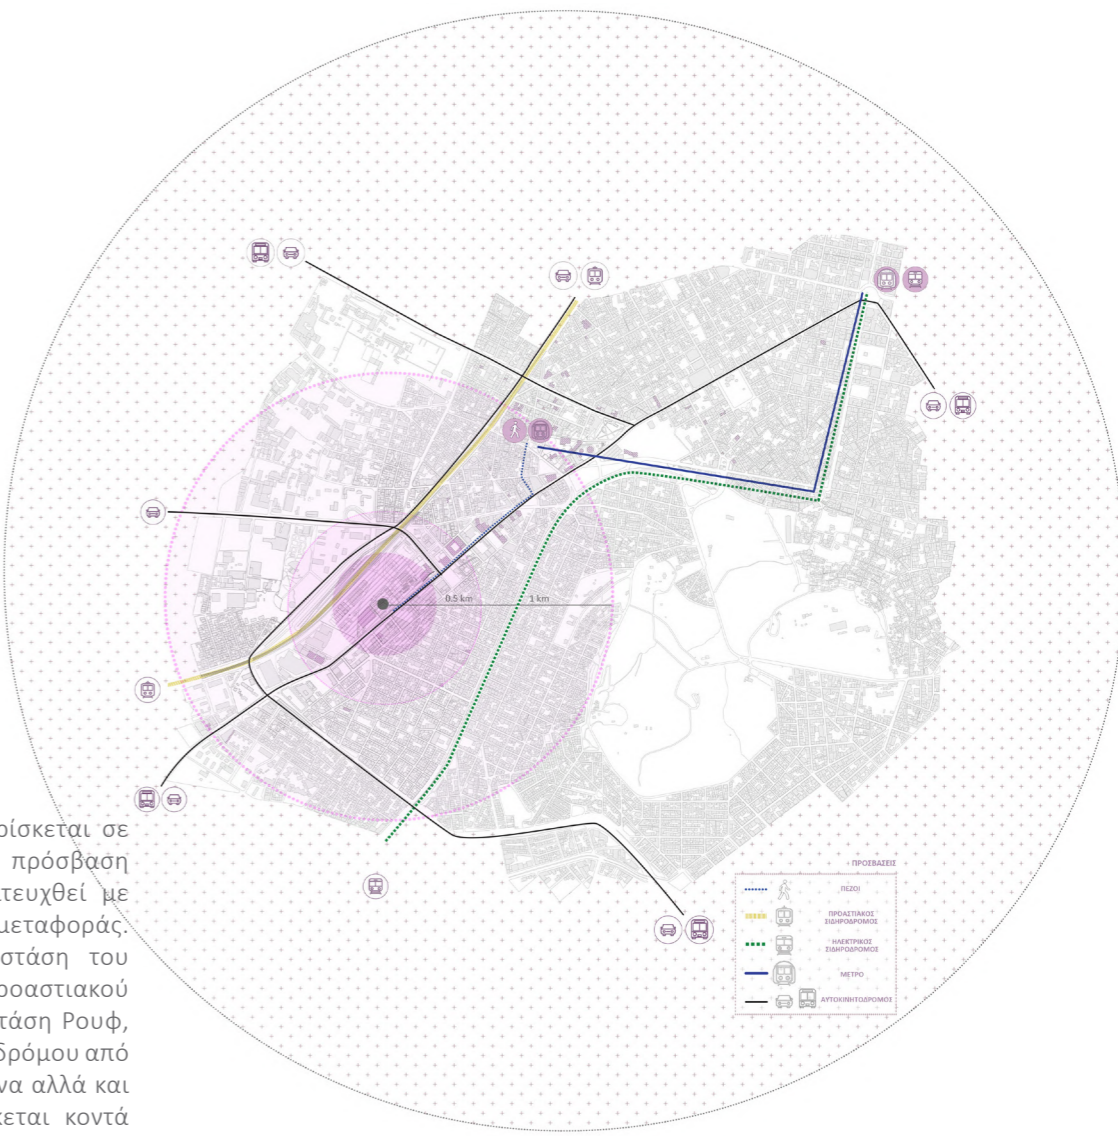 0.5 km
1 km
ρίσκεται σε
πρόσβαση
τευχθεί με
μεταφοράς.
στάση του
ροαστιακού
τάση Ρουφ,
δρόμου από
να αλλά και
κεται κοντά
ΠΡΟΣΒΑΣΕΙΣ
ΠΕΖΟΙ
ΠΡΟΑΣΤΙΑΚΟΣ
ΣΙΔΗΡΟΔΡΟΜΟΣ
ΗΛΕΚΤΡΙΚΟΣ
ΣΙΔΗΡΟΔΡΟΜΟΣ
ΜΕΤΡΟ
ΑΥΤΟΚΙΝΗΤΟΔΡΟΜΟΣ